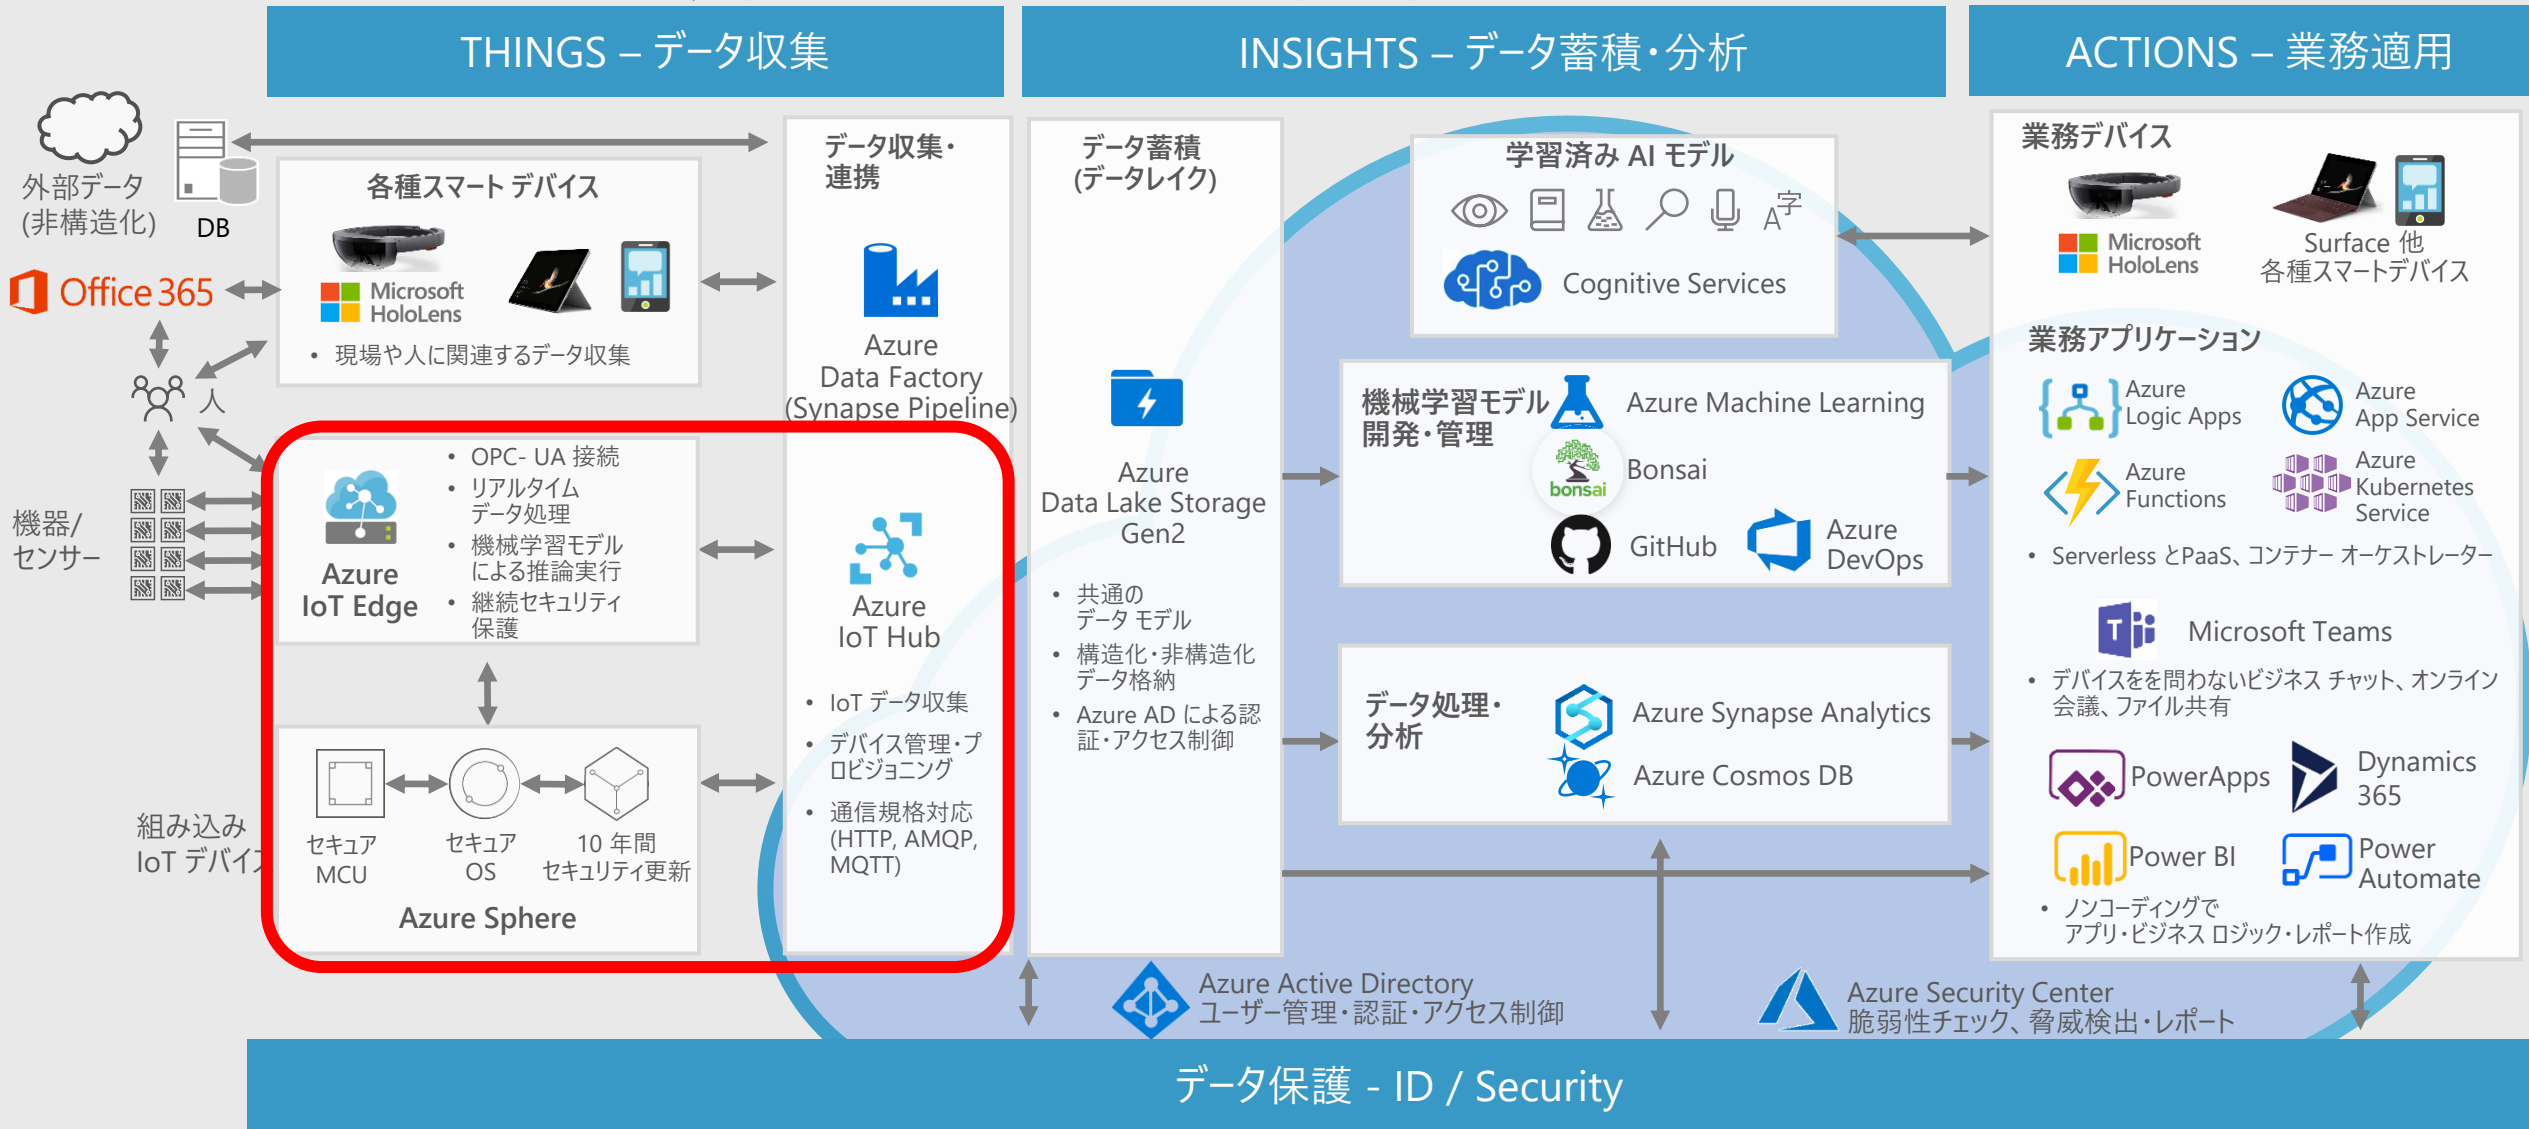 THINGS – データ収集
INSIGHTS – データ蓄積・分析
ACTIONS – 業務適用
外部データ
(非構造化)
DB
Office 365
人
機器/
センサー
組み込み
IoT デバイス
各種スマート デバイス
Microsoft
HoloLens
• 現場や人に関連するデータ収集
Azure
IoT Edge
• OPC- UA 接続
• リアルタイム
データ処理
• 機械学習モデル
による推論実行
• 継続セキュリティ
保護
セキュア
MCU
セキュア
OS
10 年間
セキュリティ更新
Azure Sphere
データ収集・
連携
Azure
Data Factory
(Synapse Pipeline)
Azure
IoT Hub
• IoT データ収集
• デバイス管理・プ
ロビジョニング
• 通信規格対応
(HTTP, AMQP,
MQTT)
データ蓄積
(データレイク)
Azure
Data Lake Storage
Gen2
• 共通の
データ モデル
• 構造化・非構造化
データ格納
• Azure AD による認
証・アクセス制御
学習済み AI モデル
A字
Cognitive Services
機械学習モデル
開発・管理
Azure Machine Learning
bonsai
Bonsai
GitHub
Azure
DevOps
データ処理・
分析
Azure Synapse Analytics
Azure Cosmos DB
業務デバイス
Microsoft
HoloLens
Surface 他
各種スマートデバイス
業務アプリケーション
Azure
Logic Apps
Azure
App Service
Azure
Functions
Azure
Kubernetes
Service
• Serverless とPaaS、コンテナー オーケストレーター
T
Microsoft Teams
• デバイスをを問わないビジネス チャット、オンライン
会議、ファイル共有
PowerApps
Dynamics
365
Power BI
Power
Automate
• ノンコーディングで
アプリ・ビジネス ロジック・レポート作成
Azure Active Directory
ユーザー管理・認証・アクセス制御
Azure Security Center
脆弱性チェック、脅威検出・レポート
データ保護 - ID / Security